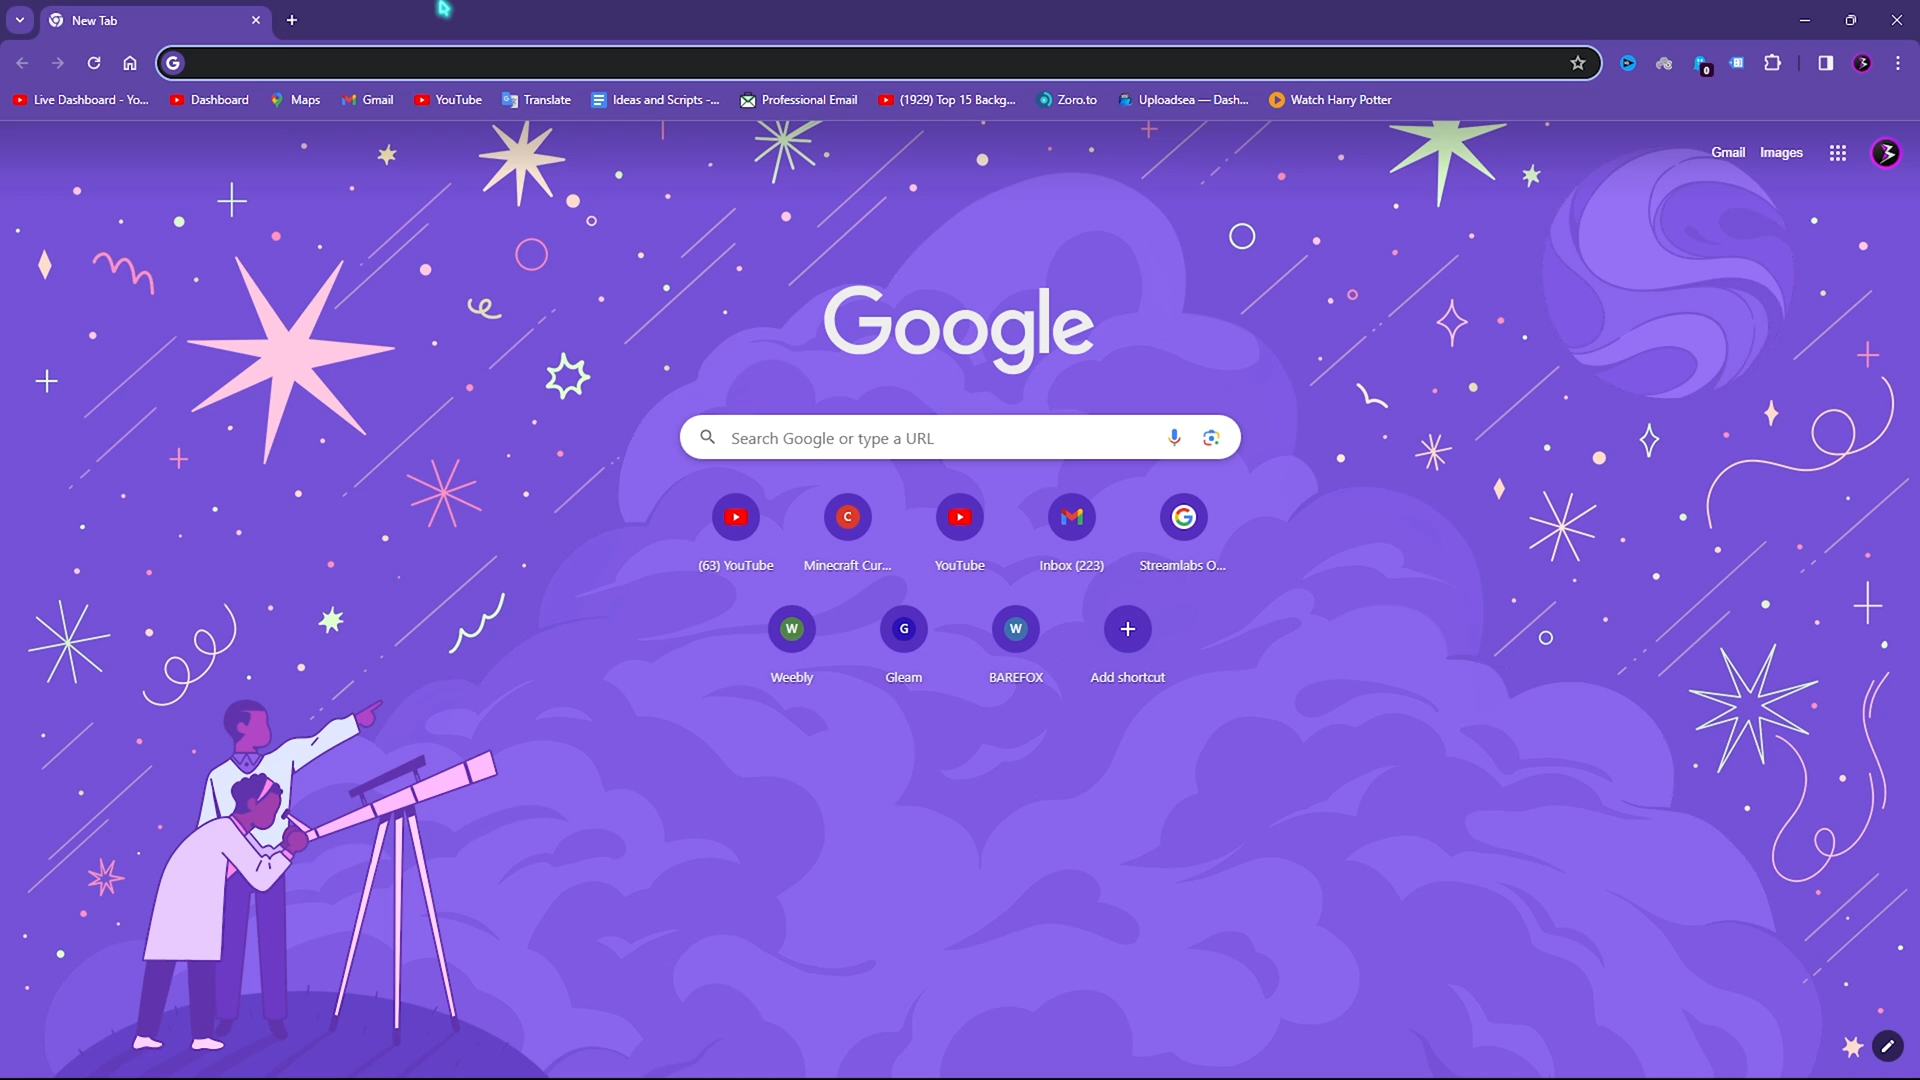 New Tab
Live Dashboard - Yo...
Dashboard
Maps
Gmail
YouTube
Translate
Ideas and Scripts -...
Professional Email
(1929) Top 15 Backg...
Zoro.to
Uploadsea — Dash...
Watch Harry Potter
0
Gmail
Images
Google
Search Google or type a URL
(63) YouTube
C
Minecraft Cur...
YouTube
Inbox (223)
G
Streamlabs O...
W
Weebly
G
Gleam
W
BAREFOX
Add shortcut